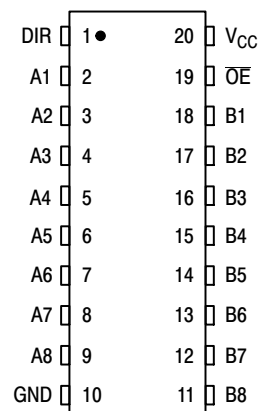 DIR 1 20 V_CC
A1 2 19 O̅E̅
A2 3 18 B1
A3 4 17 B2
A4 5 16 B3
A5 6 15 B4
A6 7 14 B5
A7 8 13 B6
A8 9 12 B7
GND 10 11 B8